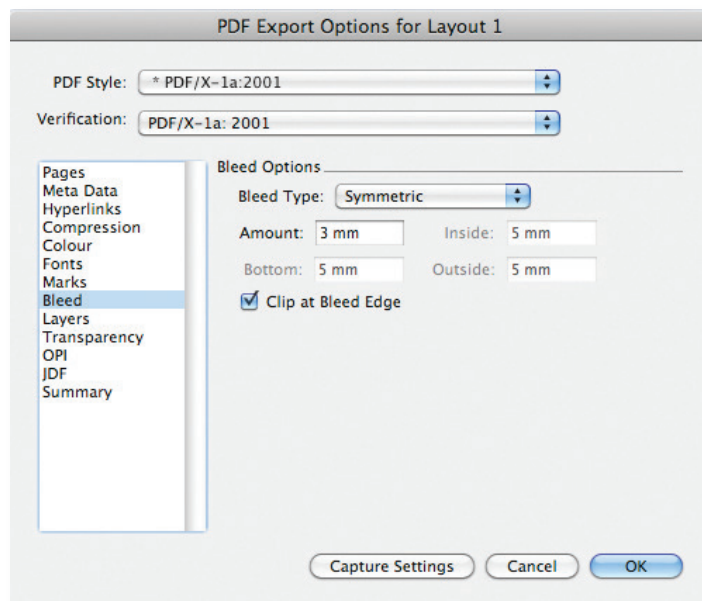 PDF Export Options for Layout 1
PDF Style: * PDF/X-1a:2001
Verification: PDF/X-1a: 2001
Pages
Meta Data
Hyperlinks
Compression
Colour
Fonts
Marks
Bleed
Layers
Transparency
OPI
JDF
Summary
Bleed Options
Bleed Type: Symmetric
Amount: 3 mm Inside: 5 mm
Bottom: 5 mm Outside: 5 mm
Clip at Bleed Edge
Capture Settings Cancel OK